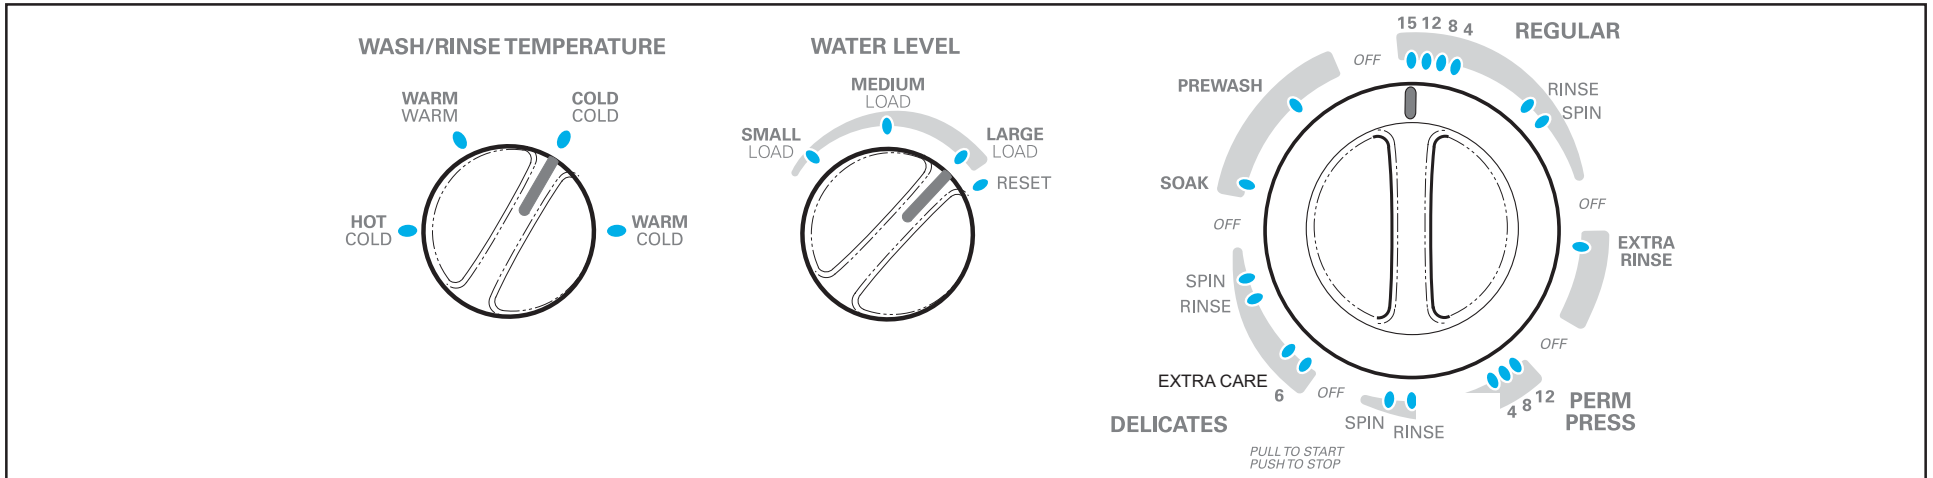 WASH/RINSE TEMPERATURE
WARM
WARM
COLD
COLD
HOT
COLD
WARM
COLD
WATER LEVEL
MEDIUM
LOAD
SMALL
LOAD
LARGE
LOAD
RESET
15 12 8 4
REGULAR
OFF
PREWASH
RINSE
SPIN
SOAK
OFF
OFF
EXTRA
RINSE
SPIN
RINSE
OFF
EXTRA CARE
6
OFF
12
8
4
PERM
PRESS
DELICATES
SPIN
RINSE
PULL TO START
PUSH TO STOP